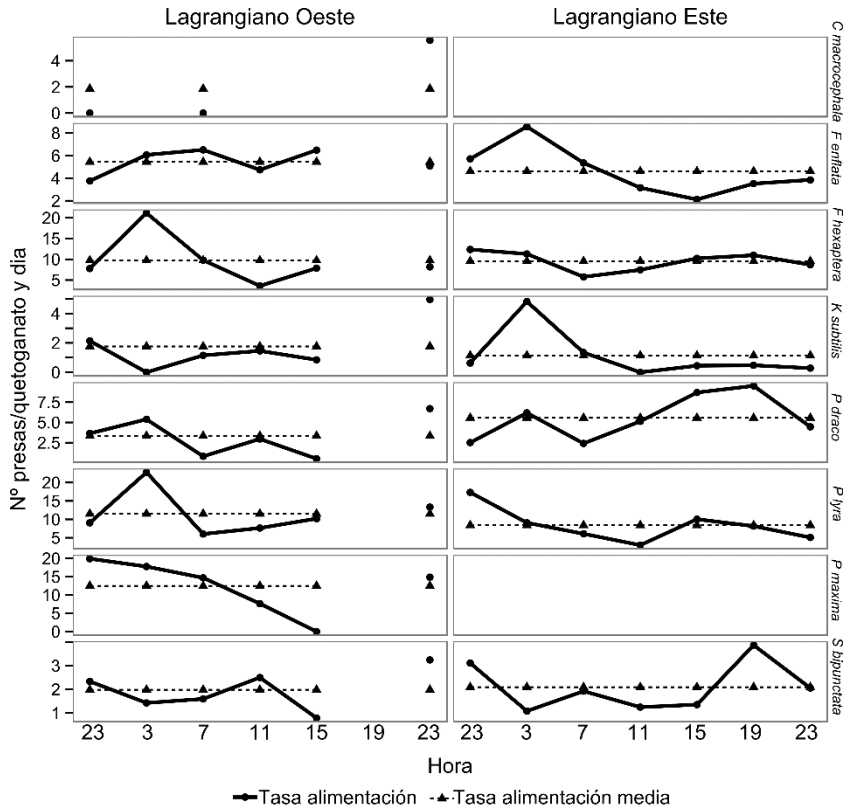 Lagrangiano Oeste
Lagrangiano Este
Nº presas/quetoganato y dia
4
2
0
C macrocephala
8
6
4
2
F enflata
20
15
10
5
F hexaptera
4
2
0
K subtilis
7.5
5.0
2.5
P draco
20
15
10
5
P lyra
20
15
10
5
0
P maxima
3
2
1
S bipunctata
23 3 7 11 15 19 23
23 3 7 11 15 19 23
Hora
Tasa alimentación
Tasa alimentación media